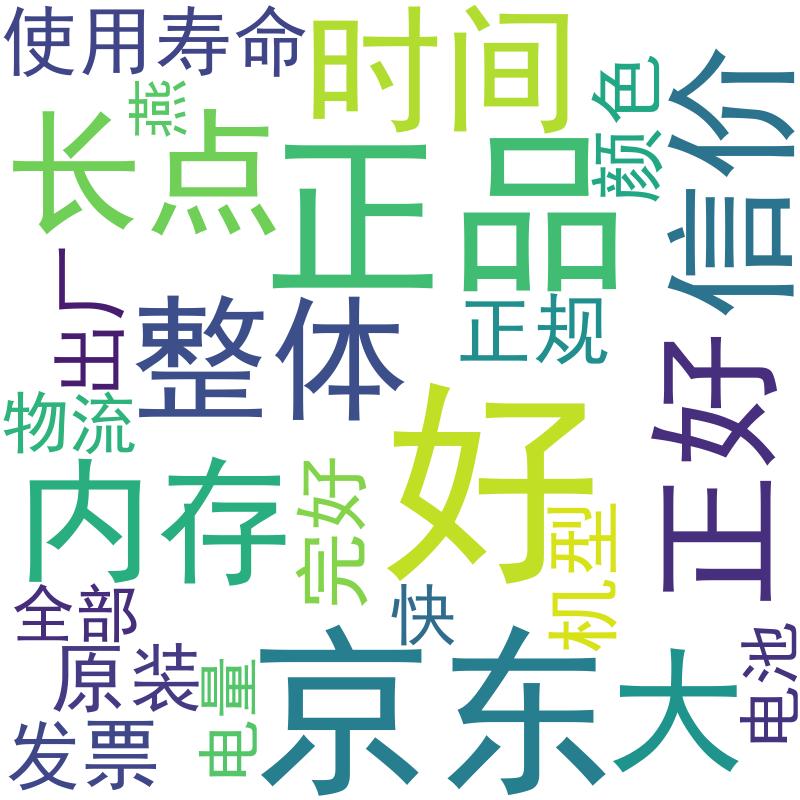 使用寿命
时间
燕
颜色
信价
长
点
正品
出厂
整体
正规
正好
物流
好
内存
完好
机型
全部
快
原装
电量
京东
大
电池
发票